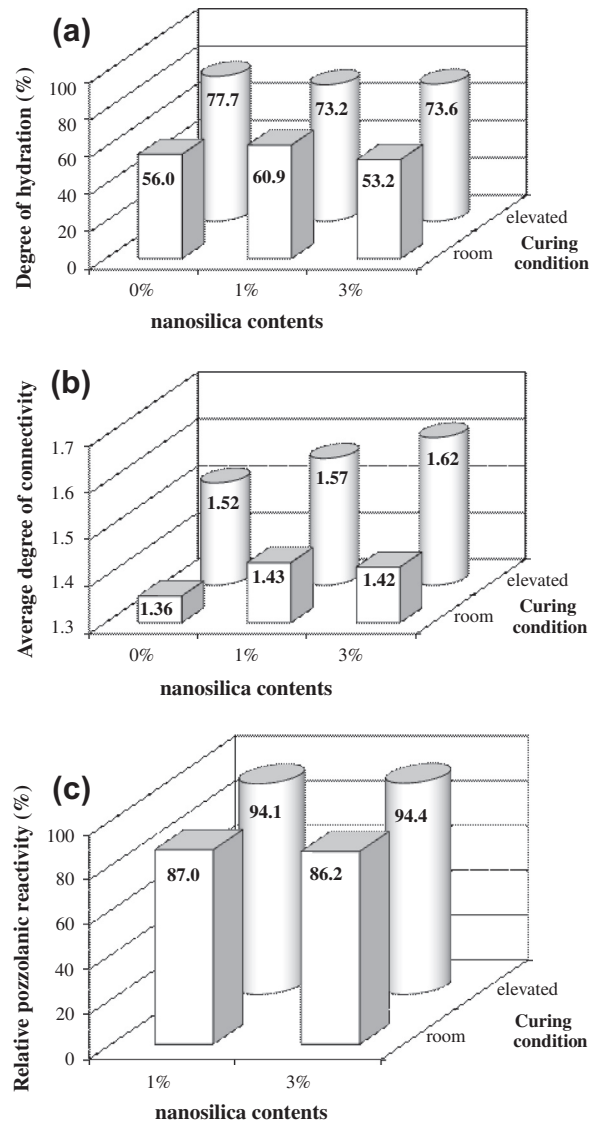 (a)
Degree of hydration (%)
100
80
60
40
20
0
77.7
73.2
73.6
56.0
60.9
53.2
elevated
room
Curing
condition
0%
1%
3%
nanosilica contents
(b)
Average degree of connectivity
1.7
1.6
1.5
1.4
1.3
1.52
1.57
1.62
1.36
1.43
1.42
elevated
room
Curing
condition
0%
1%
3%
nanosilica contents
(c)
Relative pozzolanic reactivity (%)
100
80
60
40
20
0
94.1
94.4
87.0
86.2
elevated
room
Curing
condition
1%
3%
nanosilica contents